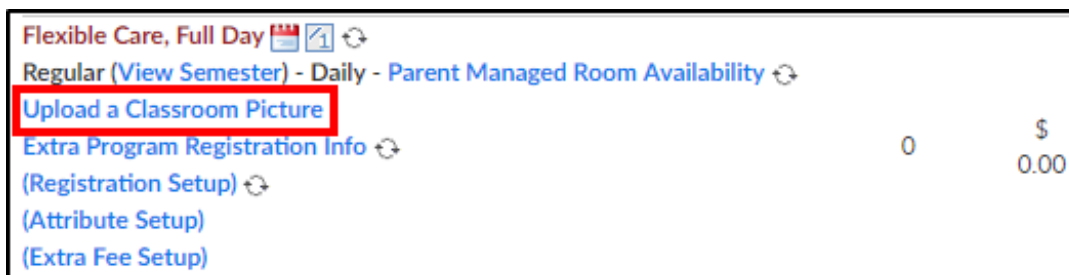 Flexible Care, Full Day 1
Regular (View Semester) - Daily - Parent Managed Room Availability
Upload a Classroom Picture
Extra Program Registration Info
0
$
0.00
(Registration Setup)
(Attribute Setup)
(Extra Fee Setup)